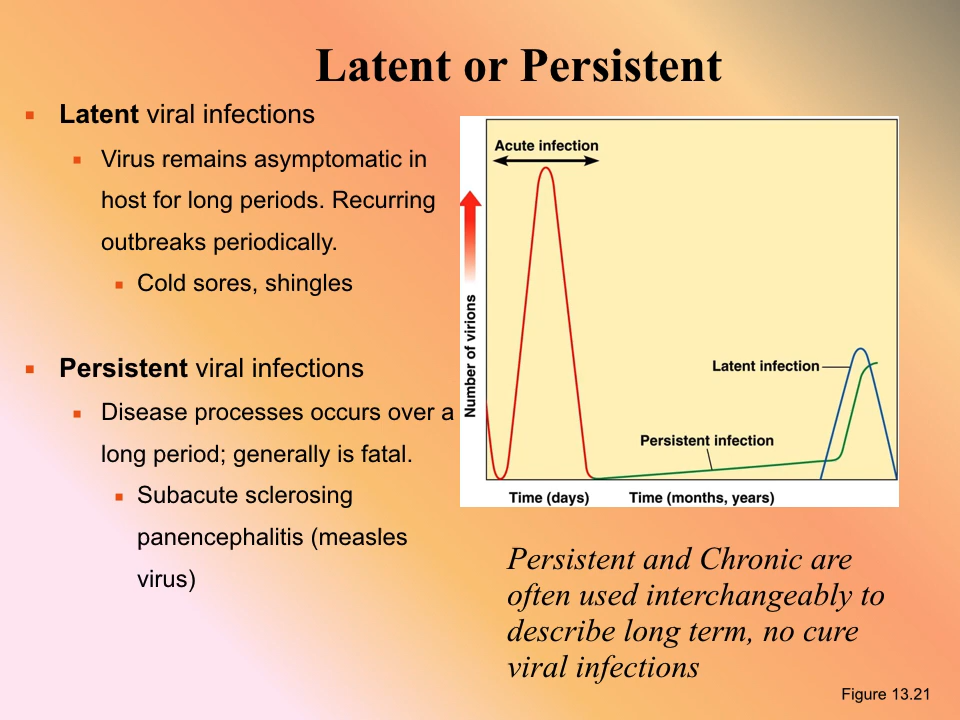 Latent or Persistent
Latent viral infections
Virus remains asymptomatic in
host for long periods. Recurring
outbreaks periodically.
Cold sores, shingles
Persistent viral infections
Disease processes occurs over a
long period; generally is fatal.
Subacute sclerosing
panencephalitis (measles
virus)
Acute infection
Number of virions
Latent infection
Persistent infection
Time (days)
Time (months, years)
Persistent and Chronic are
often used interchangeably to
describe long term, no cure
viral infections
Figure 13.21